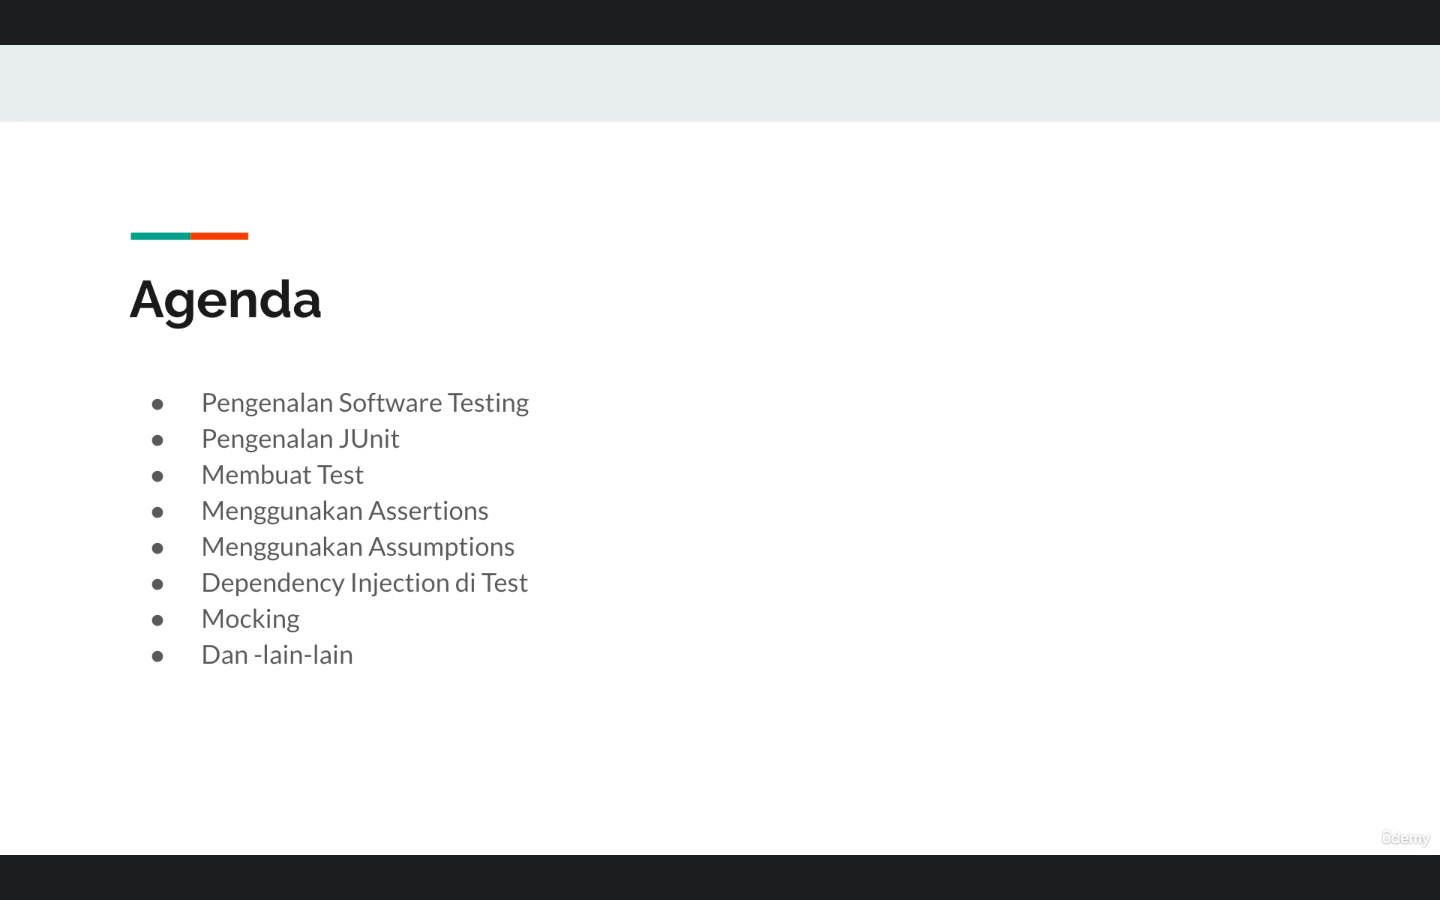 Agenda
● Pengenalan Software Testing
● Pengenalan JUnit
● Membuat Test
● Menggunakan Assertions
● Menggunakan Assumptions
● Dependency Injection di Test
● Mocking
● Dan -lain-lain
ûdemy